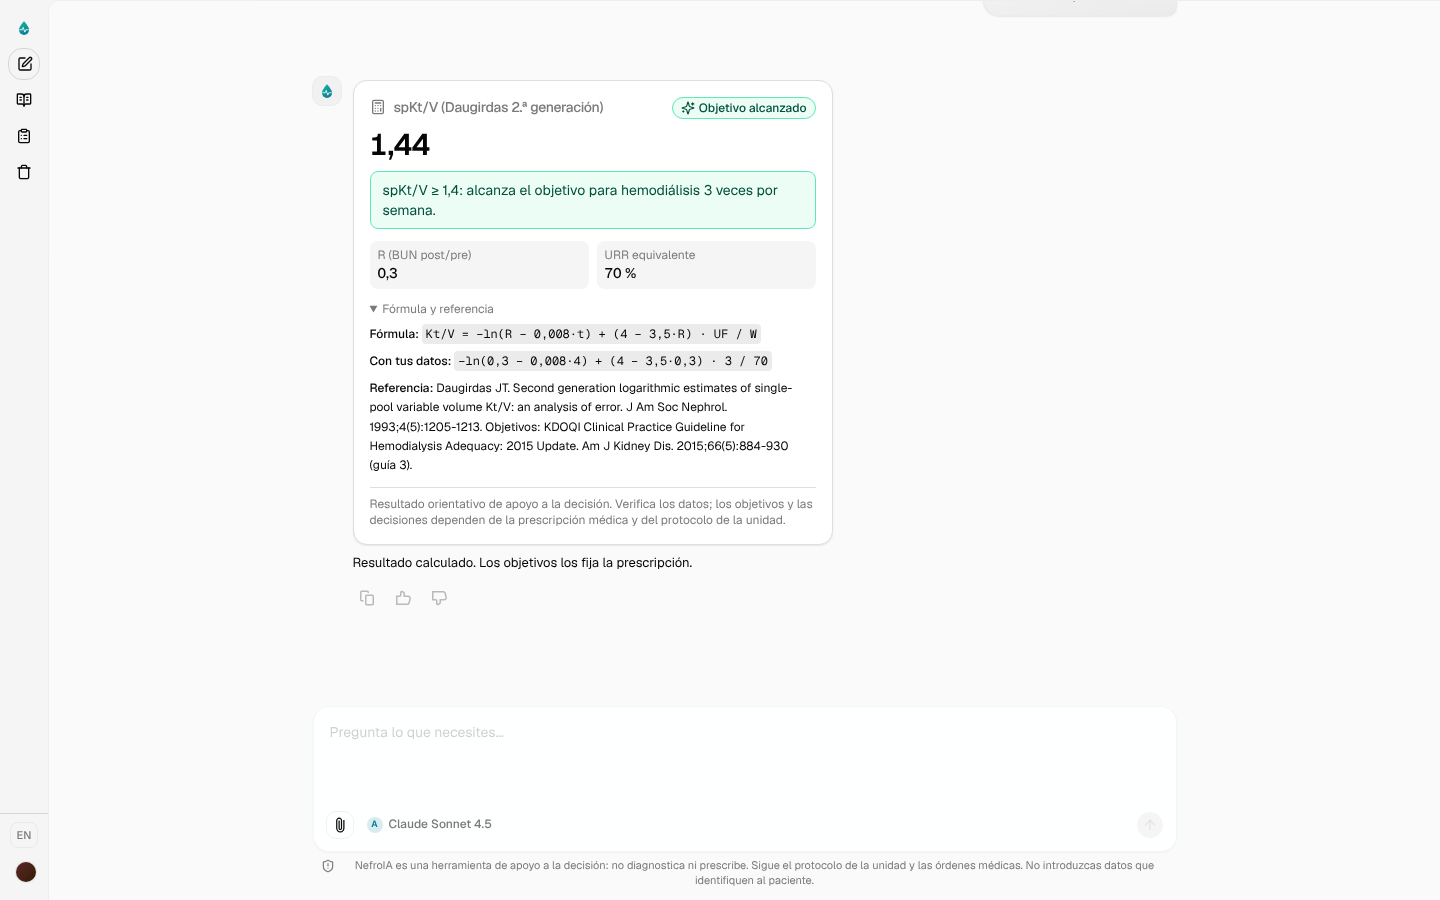 spKt/V (Daugirdas 2.ª generación)
Objetivo alcanzado
1,44
spKt/V ≥ 1,4: alcanza el objetivo para hemodiálisis 3 veces por
semana.
R (BUN post/pre)
0,3
URR equivalente
70 %
▼ Fórmula y referencia
Fórmula: Kt/V = −ln(R − 0,008·t) + (4 − 3,5·R) · UF / W
Con tus datos: −ln(0,3 − 0,008·4) + (4 − 3,5·0,3) · 3 / 70
Referencia: Daugirdas JT. Second generation logarithmic estimates of single-
pool variable volume Kt/V: an analysis of error. J Am Soc Nephrol.
1993;4(5):1205-1213. Objetivos: KDOQI Clinical Practice Guideline for
Hemodialysis Adequacy: 2015 Update. Am J Kidney Dis. 2015;66(5):884-930
(guía 3).
Resultado orientativo de apoyo a la decisión. Verifica los datos; los objetivos y las
decisiones dependen de la prescripción médica y del protocolo de la unidad.
Resultado calculado. Los objetivos los fija la prescripción.
Pregunta lo que necesites...
A Claude Sonnet 4.5
EN
NefroIA es una herramienta de apoyo a la decisión: no diagnostica ni prescribe. Sigue el protocolo de la unidad y las órdenes médicas. No introduzcas datos que
identifiquen al paciente.